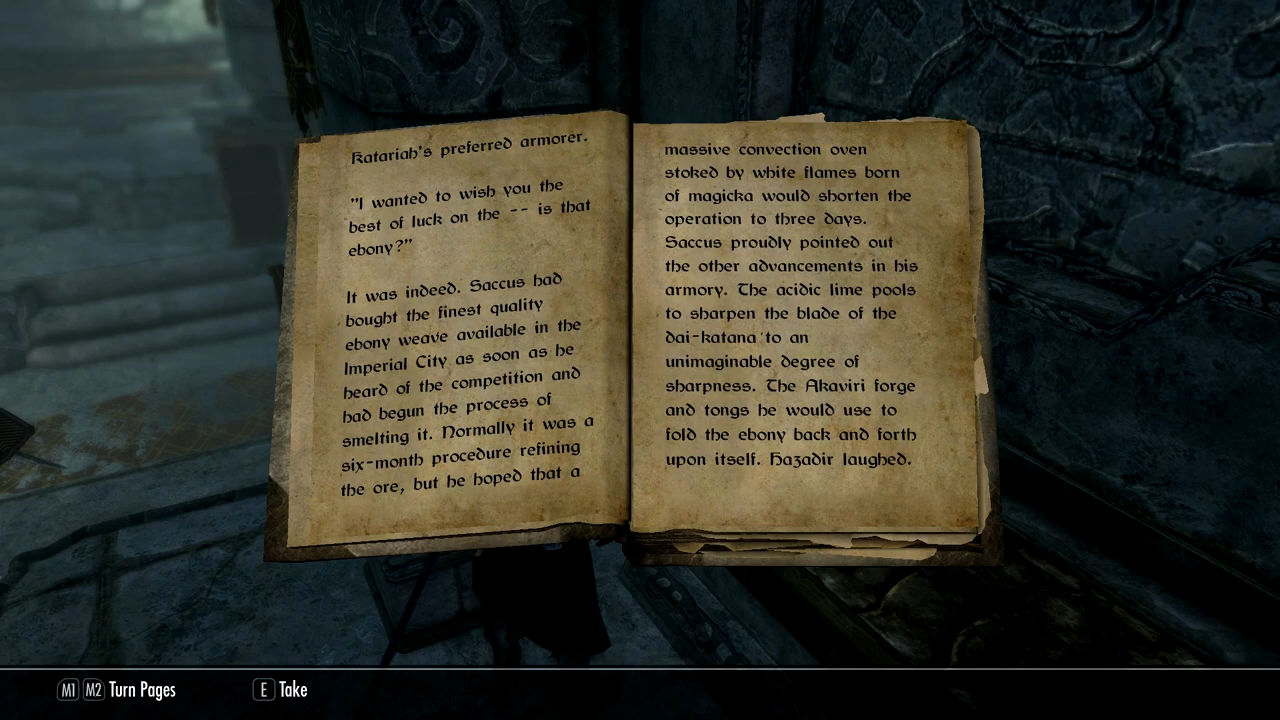 Katariah's preferred armorer.
"I wanted to wish you the
best of luck on the -- is that
ebony?"
It was indeed. Saccus had
bought the finest quality
ebony weave available in the
Imperial City as soon as he
heard of the competition and
had begun the process of
smelting it. Normally it was a
six-month procedure refining
the ore, but he hoped that a
massive convection oven
stoked by white flames born
of magicka would shorten the
operation to three days.
Saccus proudly pointed out
the other advancements in his
armory. The acidic lime pools
to sharpen the blade of the
dai-katana to an
unimaginable degree of
sharpness. The Akaviri forge
and tongs he would use to
fold the ebony back and forth
upon itself. Hazadir laughed.
M1 M2 Turn Pages
E Take